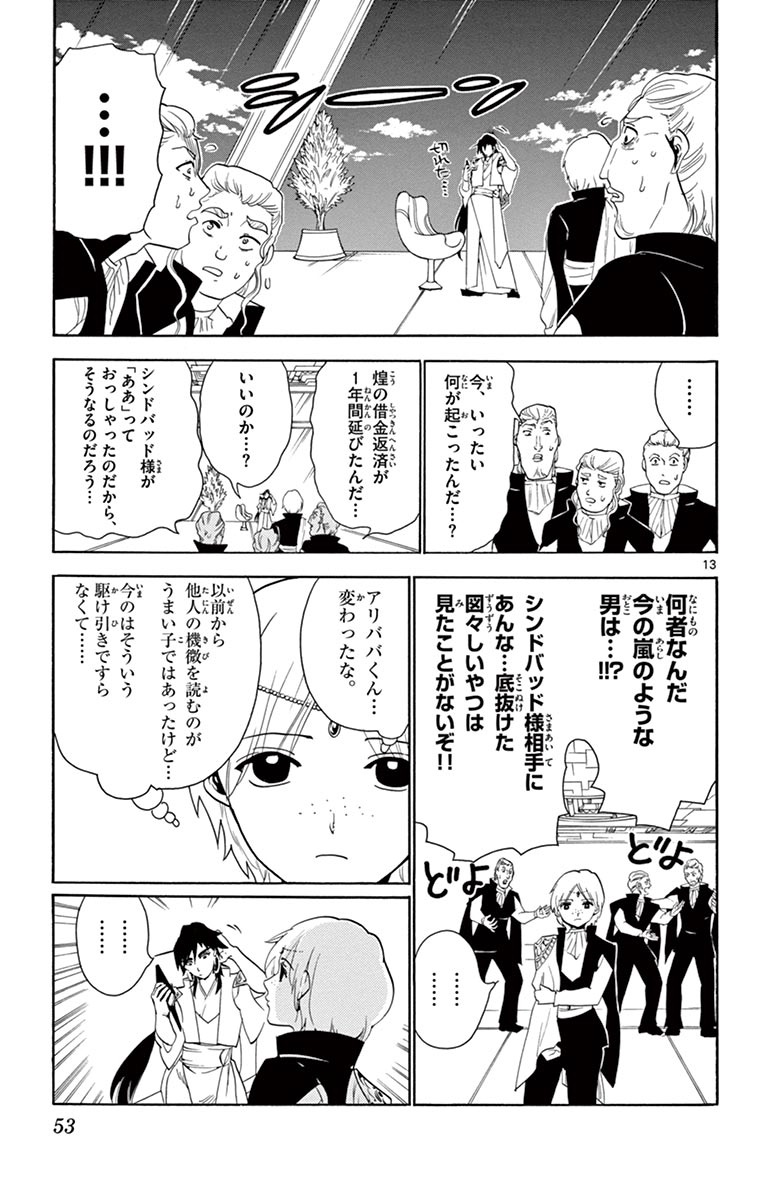 シーーン
切れた…
…!!!
………
今、いったい
何が起こったんだ…?
煌の借金返済が
1年間延びたんだ…
いいのか…?
シンドバッド様が
「ああ」って
おっしゃったのだから、
そうなるのだろう…
13
何者なんだ
今の嵐のような
男は…!!?
シンドバッド様相手に
あんな…底抜けた
図々しいやつは
見たことがないぞ!!
どよ
どよ
………
アリババくん…
変わったな。
以前から
他人の機微を読むのが
うまい子ではあったけど…
今のはそういう
駆け引きですら
なくて……
………
………
53